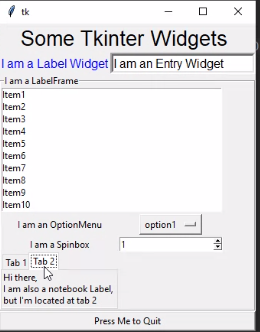 tk
Some Tkinter Widgets
I am a Label Widget I am an Entry Widget
I am a LabelFrame
Item1
Item2
Item3
Item4
Item5
Item6
Item7
Item8
Item9
Item10
I am an OptionMenu option1
I am a Spinbox 1
Tab 1 Tab 2
Hi there,
I am also a notebook Label,
but I'm located at tab 2
Press Me to Quit